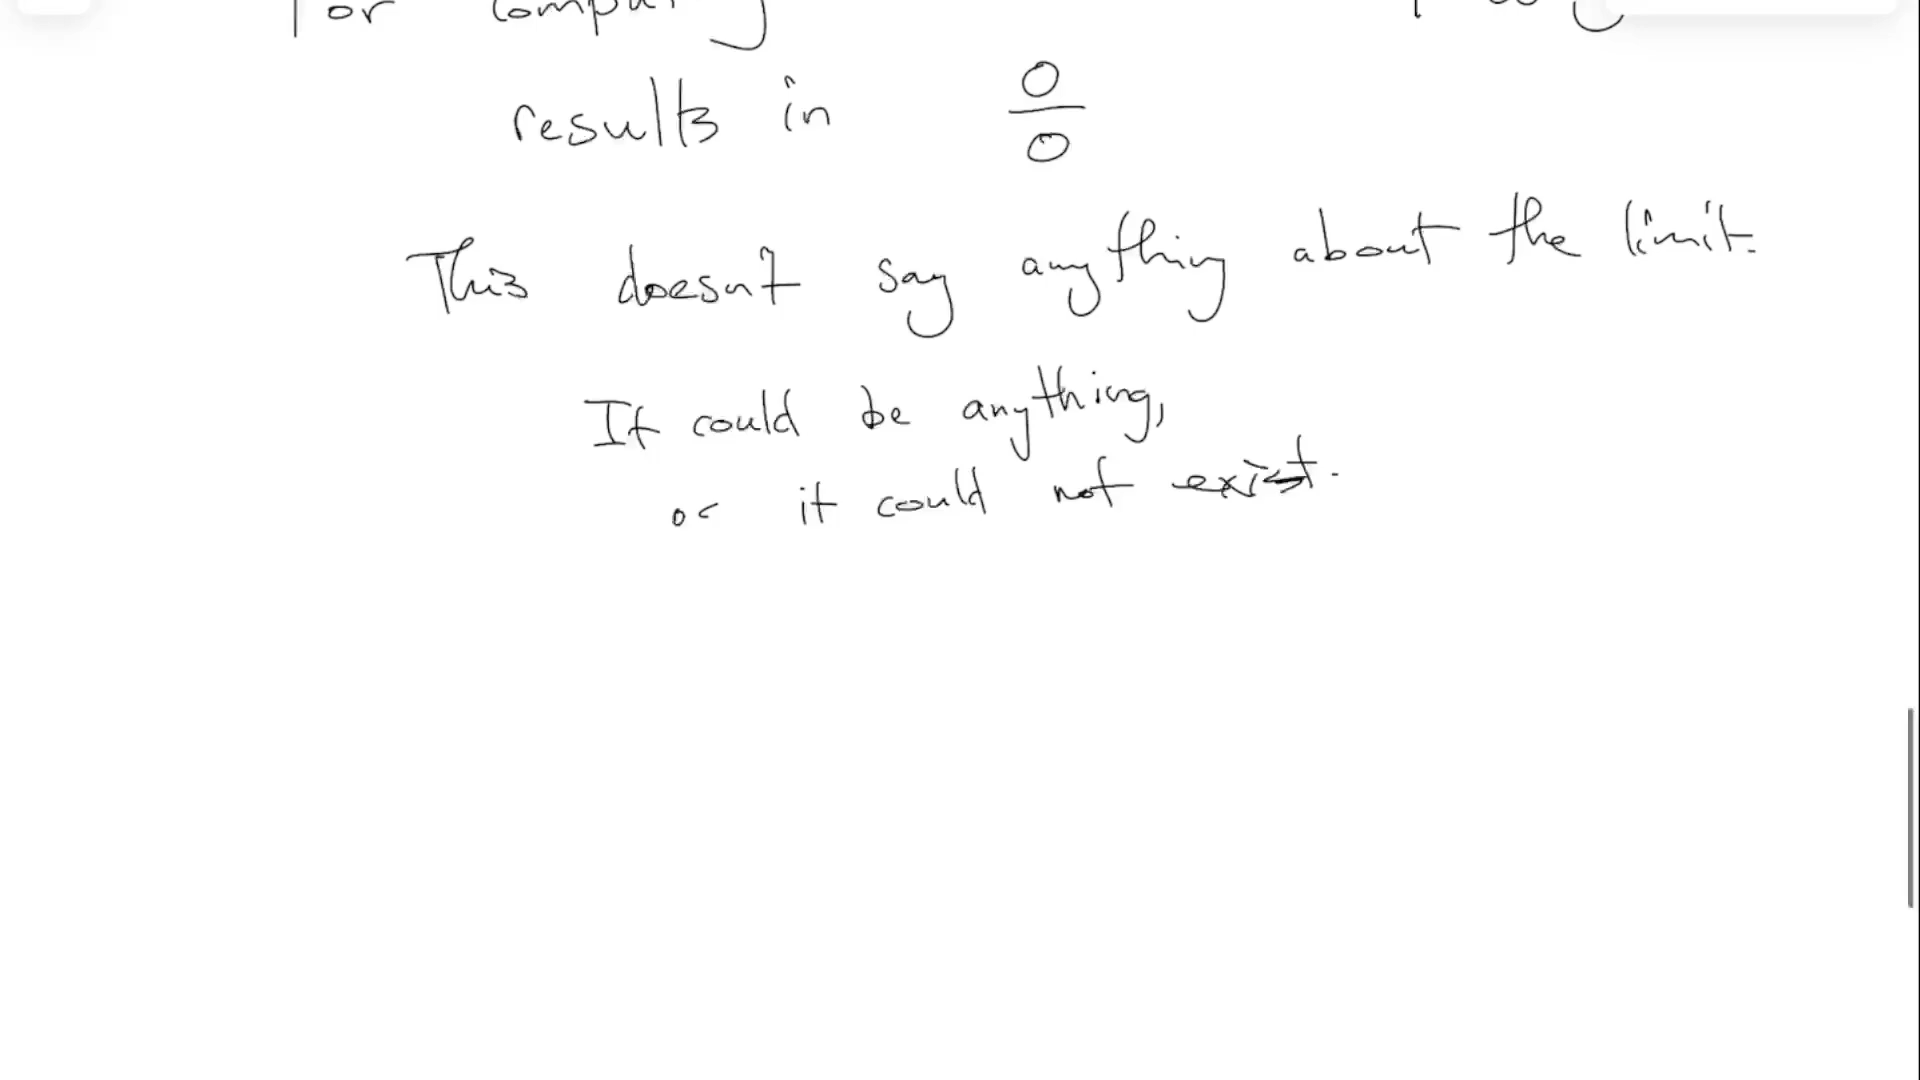 for
results in 0/0
This doesn't say anything about the limit.
It could be anything,
or it could not exist.